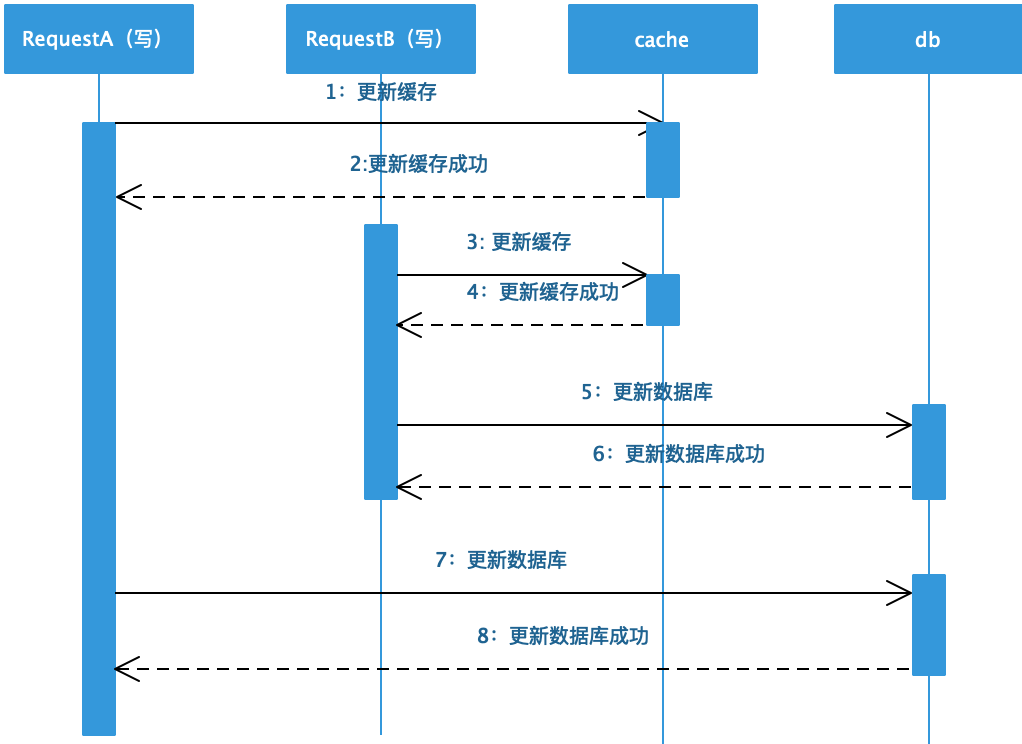 RequestA（写）
RequestB（写）
cache
db
1：更新缓存
2:更新缓存成功
3: 更新缓存
4：更新缓存成功
5：更新数据库
6：更新数据库成功
7：更新数据库
8：更新数据库成功